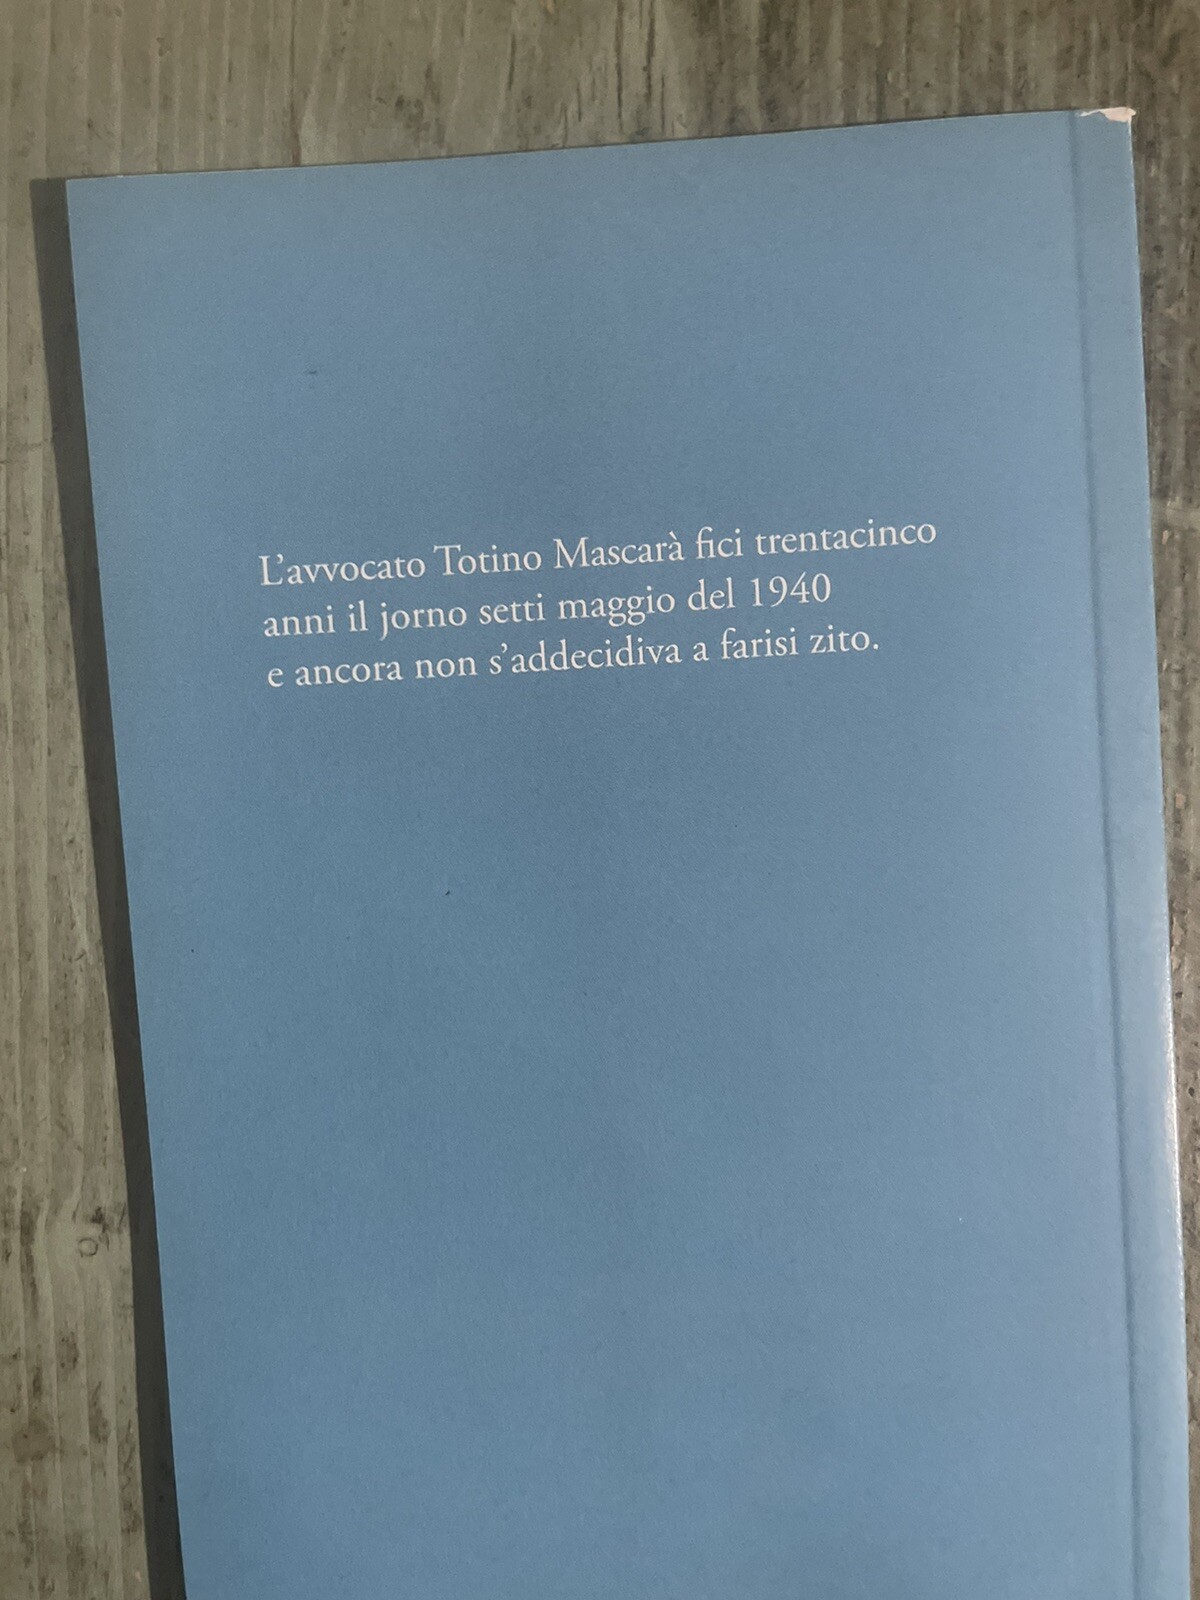 L'avvocato Totino Mascarà fici trentacinco
anni il jorno setti maggio del 1940
e ancora non s'addecidiva a farisi zito.